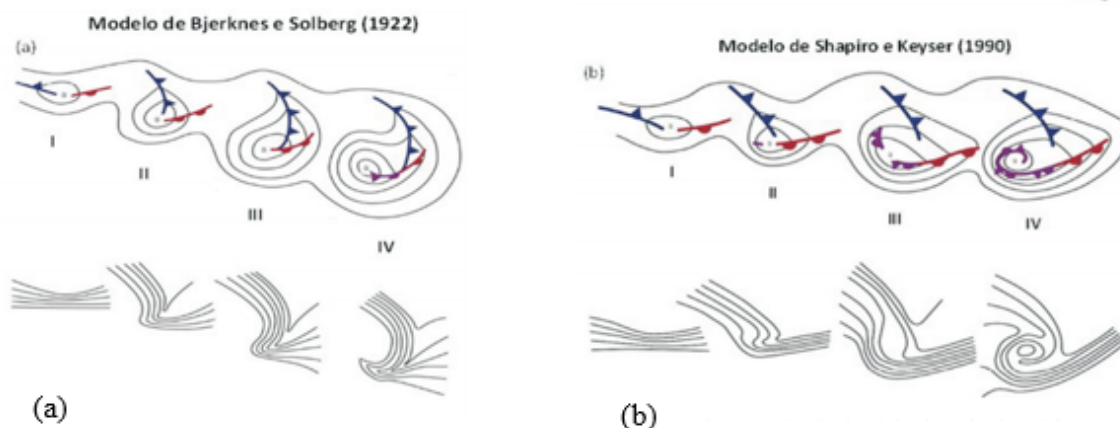 Modelo de Bjerknes e Solberg (1922)
(a)
I
II
III
IV
(a)
Modelo de Shapiro e Keyser (1990)
(b)
I
II
III
IV
(b)